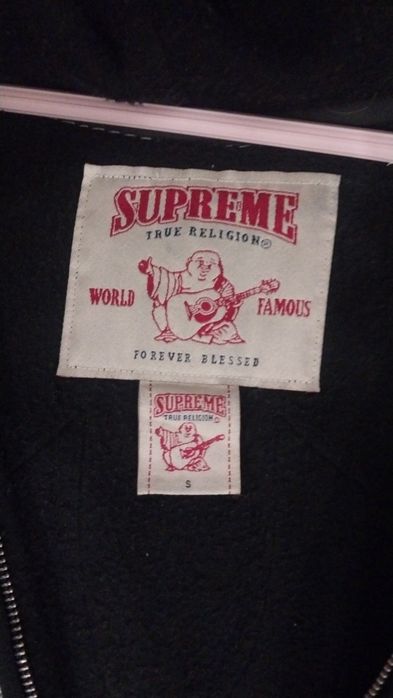 SUPREME
TRUE RELIGION®
WORLD FAMOUS
FOREVER BLESSED
SUPREME
TRUE RELIGION®
S